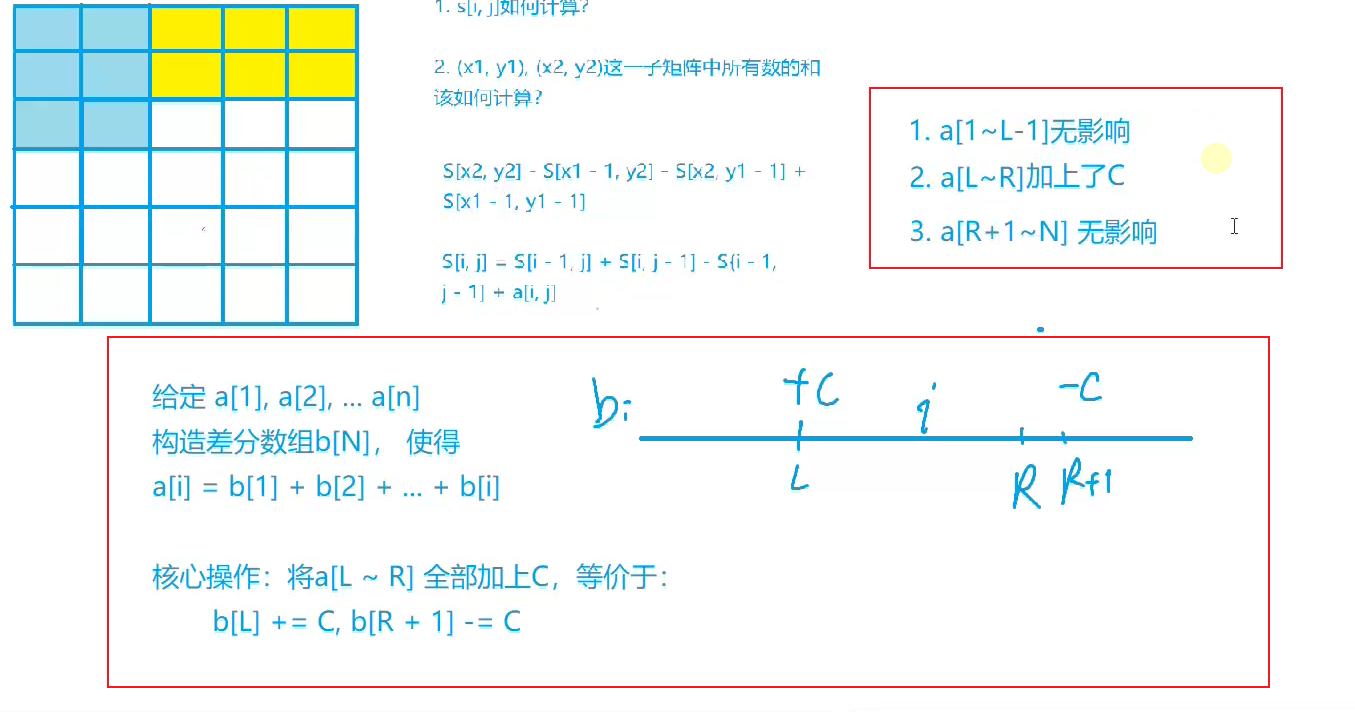 1. s[i, j]如何计算?
2. (x1, y1), (x2, y2)这一子矩阵中所有数的和
该如何计算?
S[x2, y2] - S[x1 - 1, y2] - S[x2, y1 - 1] +
S[x1 - 1, y1 - 1]
S[i, j] = S[i - 1, j] + S[i, j - 1] - S(i - 1,
j - 1] + a[i, j]
1. a[1~L-1]无影响
2. a[L~R]加上了C
3. a[R+1~N] 无影响
给定 a[1], a[2], ... a[n]
构造差分数组b[N], 使得
a[i] = b[1] + b[2] + ... + b[i]
核心操作：将a[L ~ R] 全部加上C，等价于：
b[L] += C, b[R + 1] -= C
bi
+C
i
-C
L
R
R+1